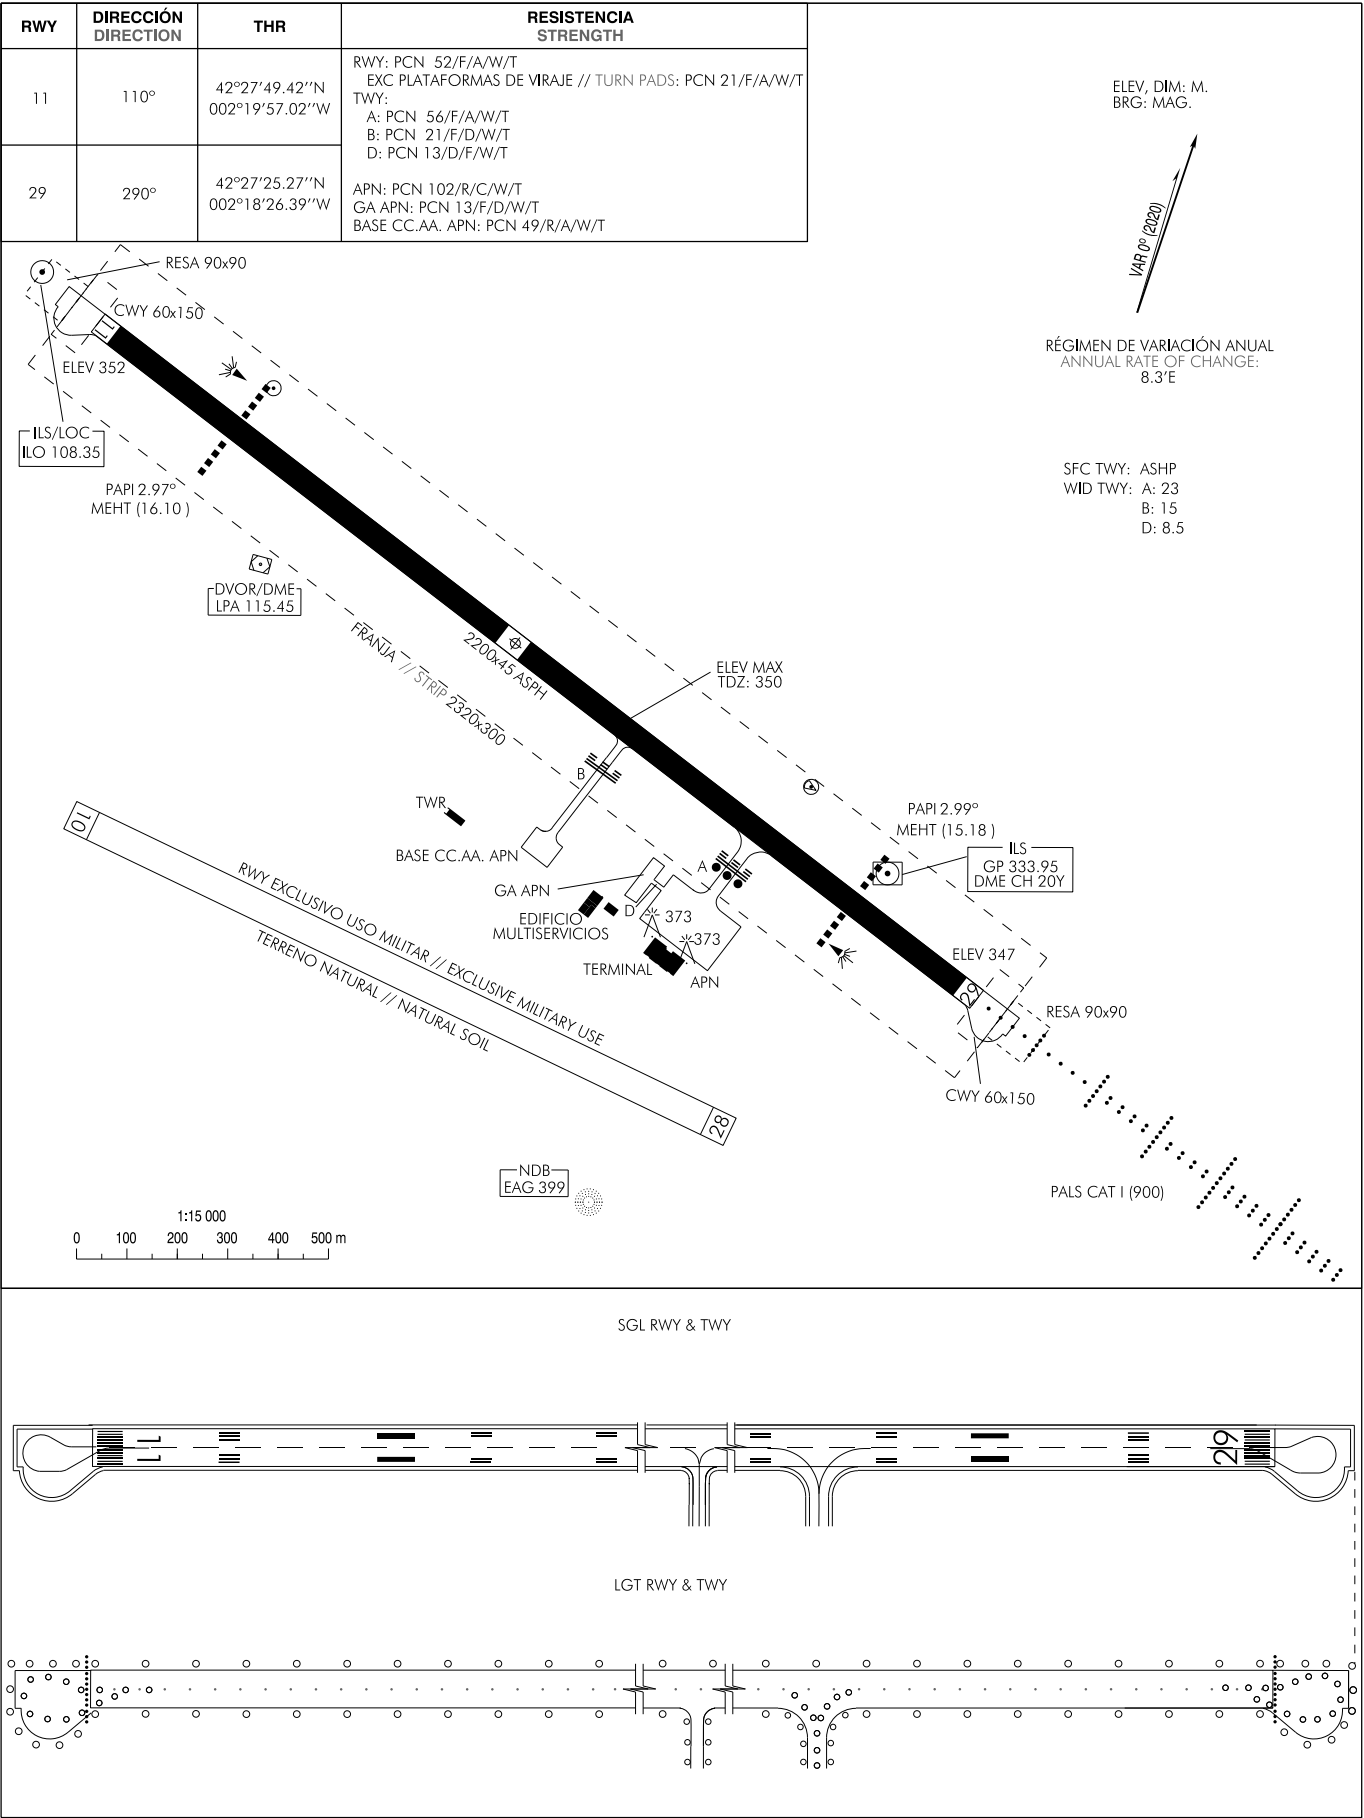 RWY
DIRECCIÓN
DIRECTION
THR
RESISTENCIA
STRENGTH
11
110°
42°27'49.42''N
002°19'57.02''W
29
290°
42°27'25.27''N
002°18'26.39''W
RWY: PCN 52/F/A/W/T
EXC PLATAFORMAS DE VIRAJE // TURN PADS: PCN 21/F/A/W/T
TWY:
A: PCN 56/F/A/W/T
B: PCN 21/F/D/W/T
D: PCN 13/D/F/W/T
APN: PCN 102/R/C/W/T
GA APN: PCN 13/F/D/W/T
BASE CC.AA. APN: PCN 49/R/A/W/T
ELEV, DIM: M.
BRG: MAG.
VAR 0° (2020)
RÉGIMEN DE VARIACIÓN ANUAL
ANNUAL RATE OF CHANGE:
8.3'E
SFC TWY: ASHP
WID TWY: A: 23
B: 15
D: 8.5
RESA 90x90
CWY 60x150
11
ELEV 352
ILS/LOC
ILO 108.35
PAPI 2.97°
MEHT (16.10 )
DVOR/DME
LPA 115.45
FRANJA // STRIP 2320x300
2200x45 ASPH
ELEV MAX
TDZ: 350
B
TWR
BASE CC.AA. APN
GA APN
A
D
EDIFICIO
MULTISERVICIOS
373
373
TERMINAL
APN
PAPI 2.99°
MEHT (15.18 )
ILS
GP 333.95
DME CH 20Y
ELEV 347
29
RESA 90x90
CWY 60x150
10
RWY EXCLUSIVO USO MILITAR // EXCLUSIVE MILITARY USE
TERRENO NATURAL // NATURAL SOIL
28
NDB
EAG 399
PALS CAT I (900)
1:15 000
0 100 200 300 400 500 m
SGL RWY & TWY
11
29
LGT RWY & TWY